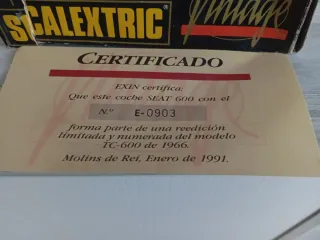 SCALEXTRIC Vintage
CERTIFICADO
EXIN certifica:
Que este coche SEAT 600 con el
N.º E-0903
forma parte de una reedición
limitada y numerada del modelo
TC-600 de 1966.
Molins de Rei, Enero de 1991.